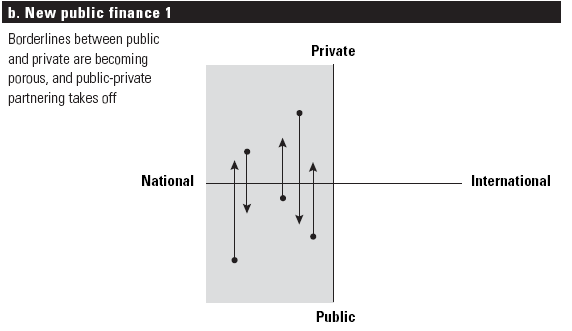 b. New public finance 1
Borderlines between public
and private are becoming
porous, and public-private
partnering takes off
Private
National
International
Public